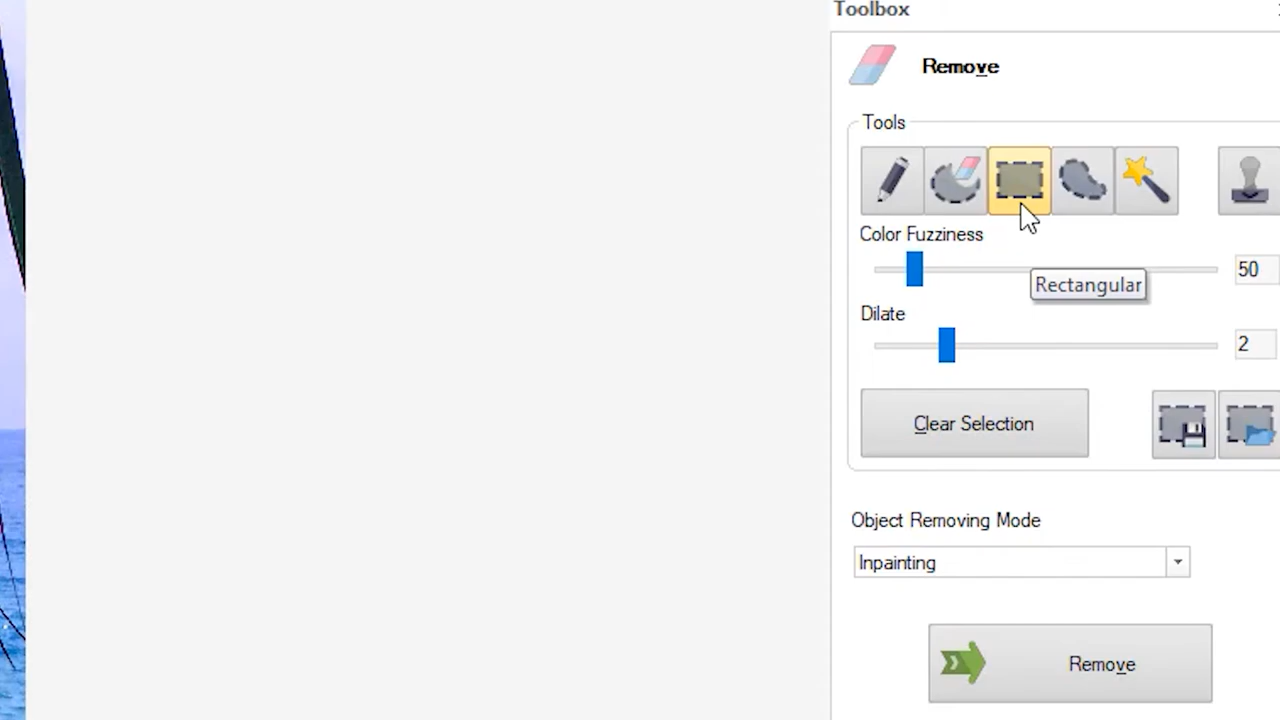 Toolbox
Remove
Tools
Color Fuzziness
50
Rectangular
Dilate
2
Clear Selection
Object Removing Mode
Inpainting
Remove